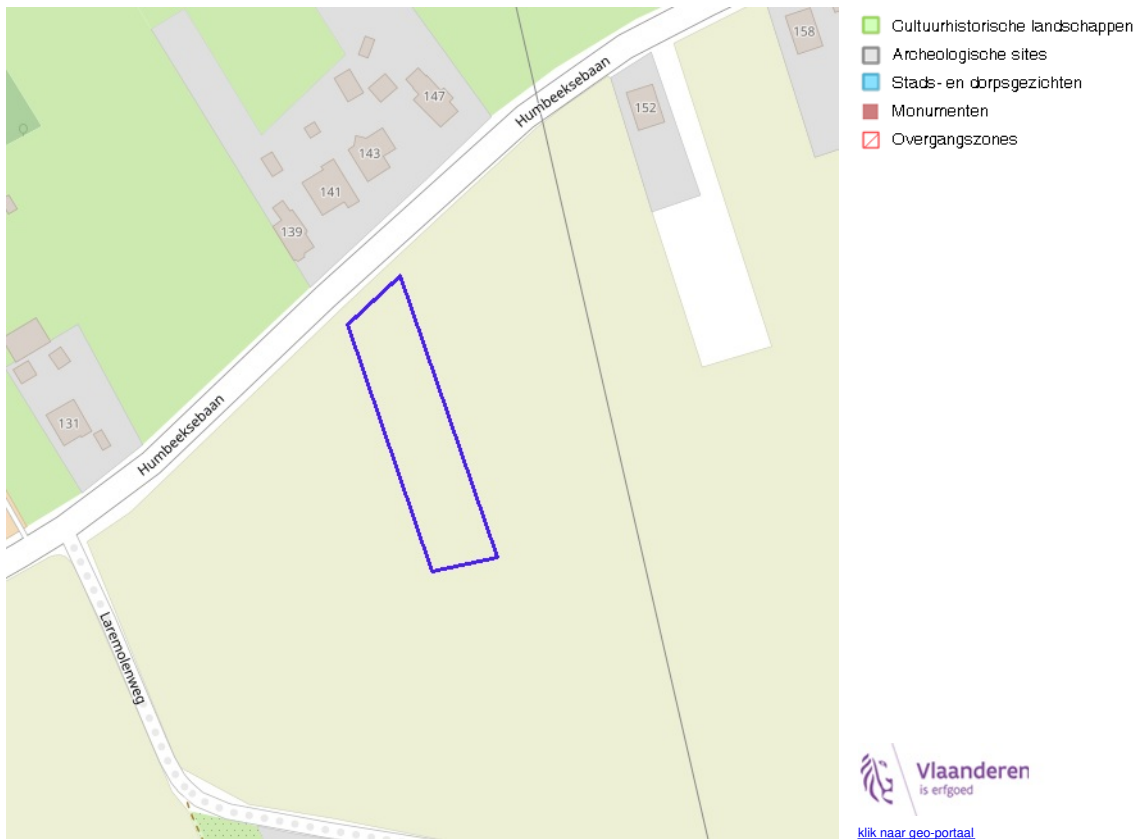 158
147
Humbeeksebaan
152
143
141
139
131
Humbeeksebaan
Laremolenweg
Cultuurhistorische landschappen
Archeologische sites
Stads- en dorpsgezichten
Monumenten
Overgangszones
Vlaanderen
is erfgoed
klik naar geo-portaal